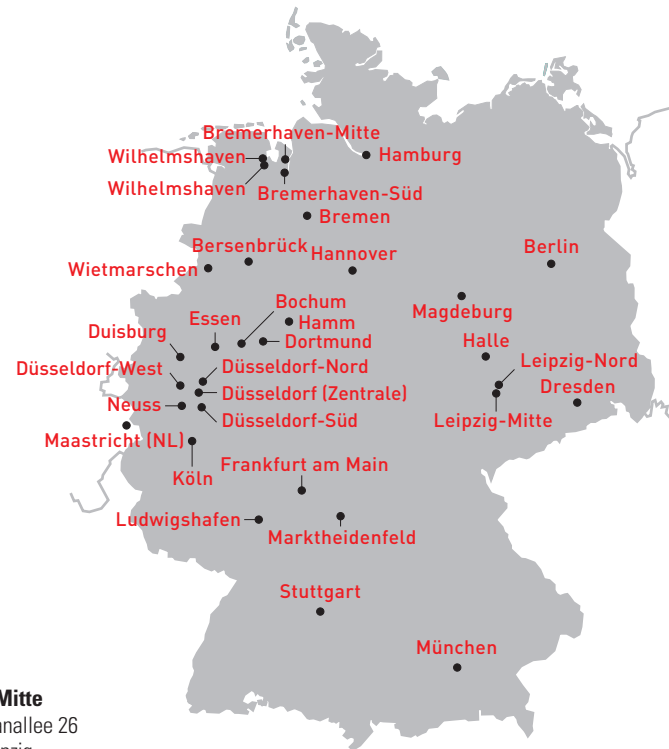 Bremerhaven-Mitte
Wilhelmshaven
Hamburg
Wilhelmshaven
Bremerhaven-Süd
Bremen
Bersenbrück
Hannover
Berlin
Wietmarschen
Bochum
Magdeburg
Essen
Hamm
Duisburg
Dortmund
Halle
Düsseldorf-West
Düsseldorf-Nord
Leipzig-Nord
Düsseldorf (Zentrale)
Dresden
Neuss
Düsseldorf-Süd
Leipzig-Mitte
Maastricht (NL)
Köln
Frankfurt am Main
Ludwigshafen
Marktheidenfeld
Stuttgart
München
Mitte
26